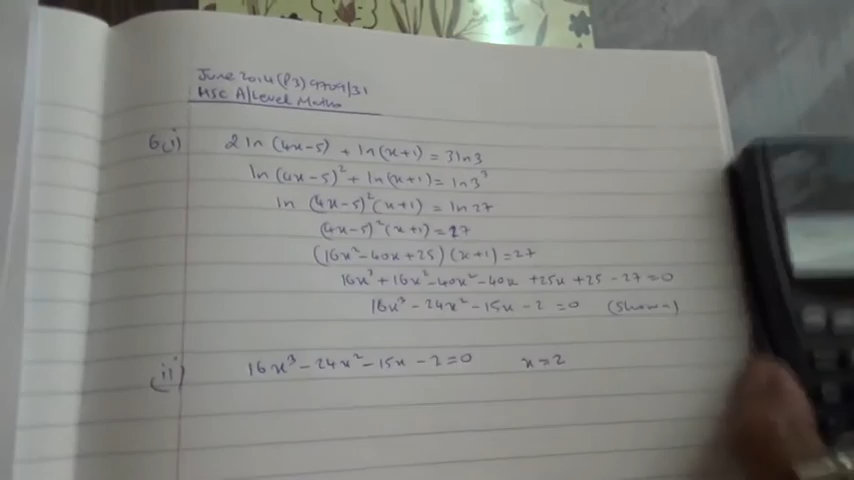 June 2014 (P3) 9709/31
HSC A/Level Maths
6(i) 2 ln (4x-5) + ln(x+1) = 3ln3
ln (4x-5)² + ln(x+1) = ln 3³
ln (4x-5)²(x+1) = ln 27
(4x-5)²(x+1) = 27
(16x²-40x+25)(x+1) = 27
16x³+16x²-40x²-40x +25x +25 -27 = 0
16x³-24x²-15x-2 = 0 (Shown)
(ii) 16x³-24x²-15x-2=0 x=2